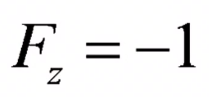 F_z = −1